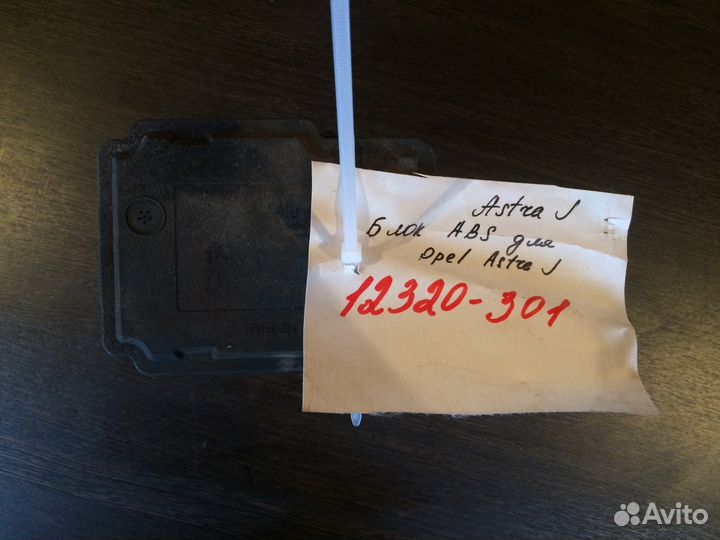 Astra J
Блок ABS для
Opel Astra J
12320-301
Avito